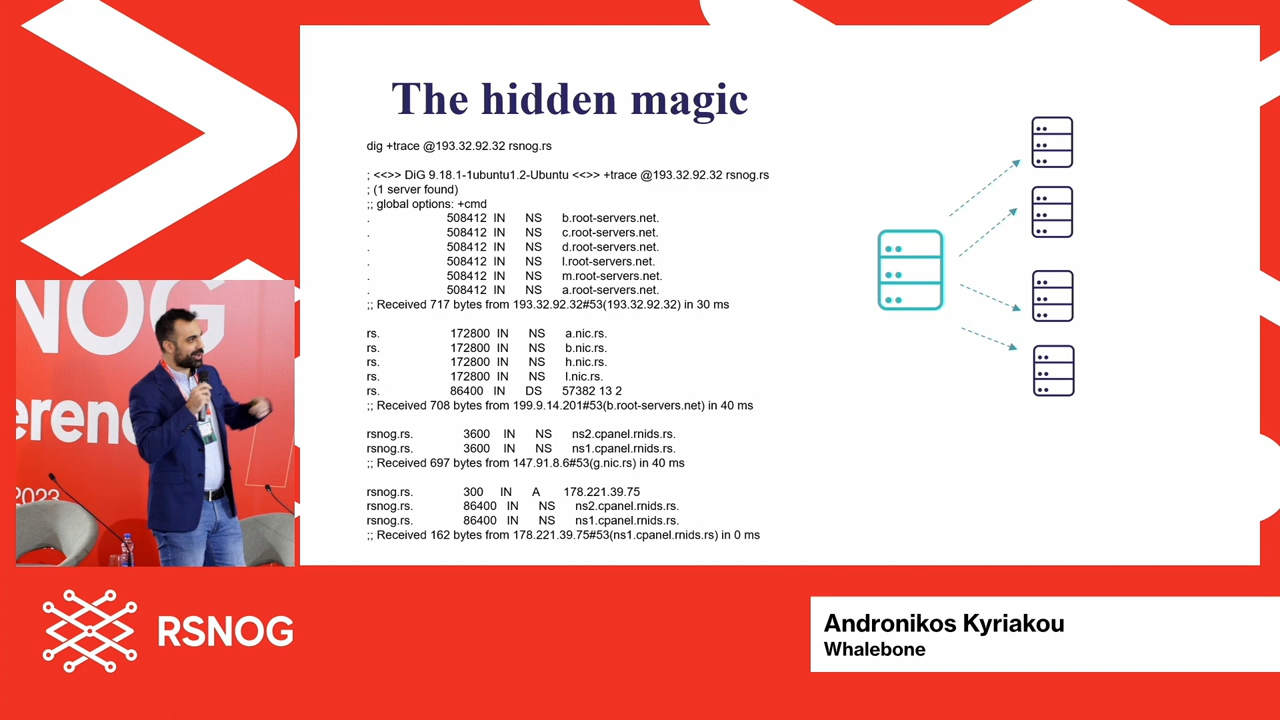 The hidden magic
dig +trace @193.32.92.32 rsnog.rs
; <<>> DiG 9.18.1-1ubuntu1.2-Ubuntu <<>> +trace @193.32.92.32 rsnog.rs
; (1 server found)
;; global options: +cmd
. 508412 IN NS b.root-servers.net.
. 508412 IN NS c.root-servers.net.
. 508412 IN NS d.root-servers.net.
. 508412 IN NS l.root-servers.net.
. 508412 IN NS m.root-servers.net.
. 508412 IN NS a.root-servers.net.
;; Received 717 bytes from 193.32.92.32#53(193.32.92.32) in 30 ms
rs. 172800 IN NS a.nic.rs.
rs. 172800 IN NS b.nic.rs.
rs. 172800 IN NS h.nic.rs.
rs. 172800 IN NS l.nic.rs.
rs. 86400 IN DS 57382 13 2
;; Received 708 bytes from 199.9.14.201#53(b.root-servers.net) in 40 ms
rsnog.rs. 3600 IN NS ns2.cpanel.rnids.rs.
rsnog.rs. 3600 IN NS ns1.cpanel.rnids.rs.
;; Received 697 bytes from 147.91.8.6#53(g.nic.rs) in 40 ms
rsnog.rs. 300 IN A 178.221.39.75
rsnog.rs. 86400 IN NS ns2.cpanel.rnids.rs.
rsnog.rs. 86400 IN NS ns1.cpanel.rnids.rs.
;; Received 162 bytes from 178.221.39.75#53(ns1.cpanel.rnids.rs) in 0 ms
NOG
erenc
2023
RSNOG
Andronikos Kyriakou
Whalebone